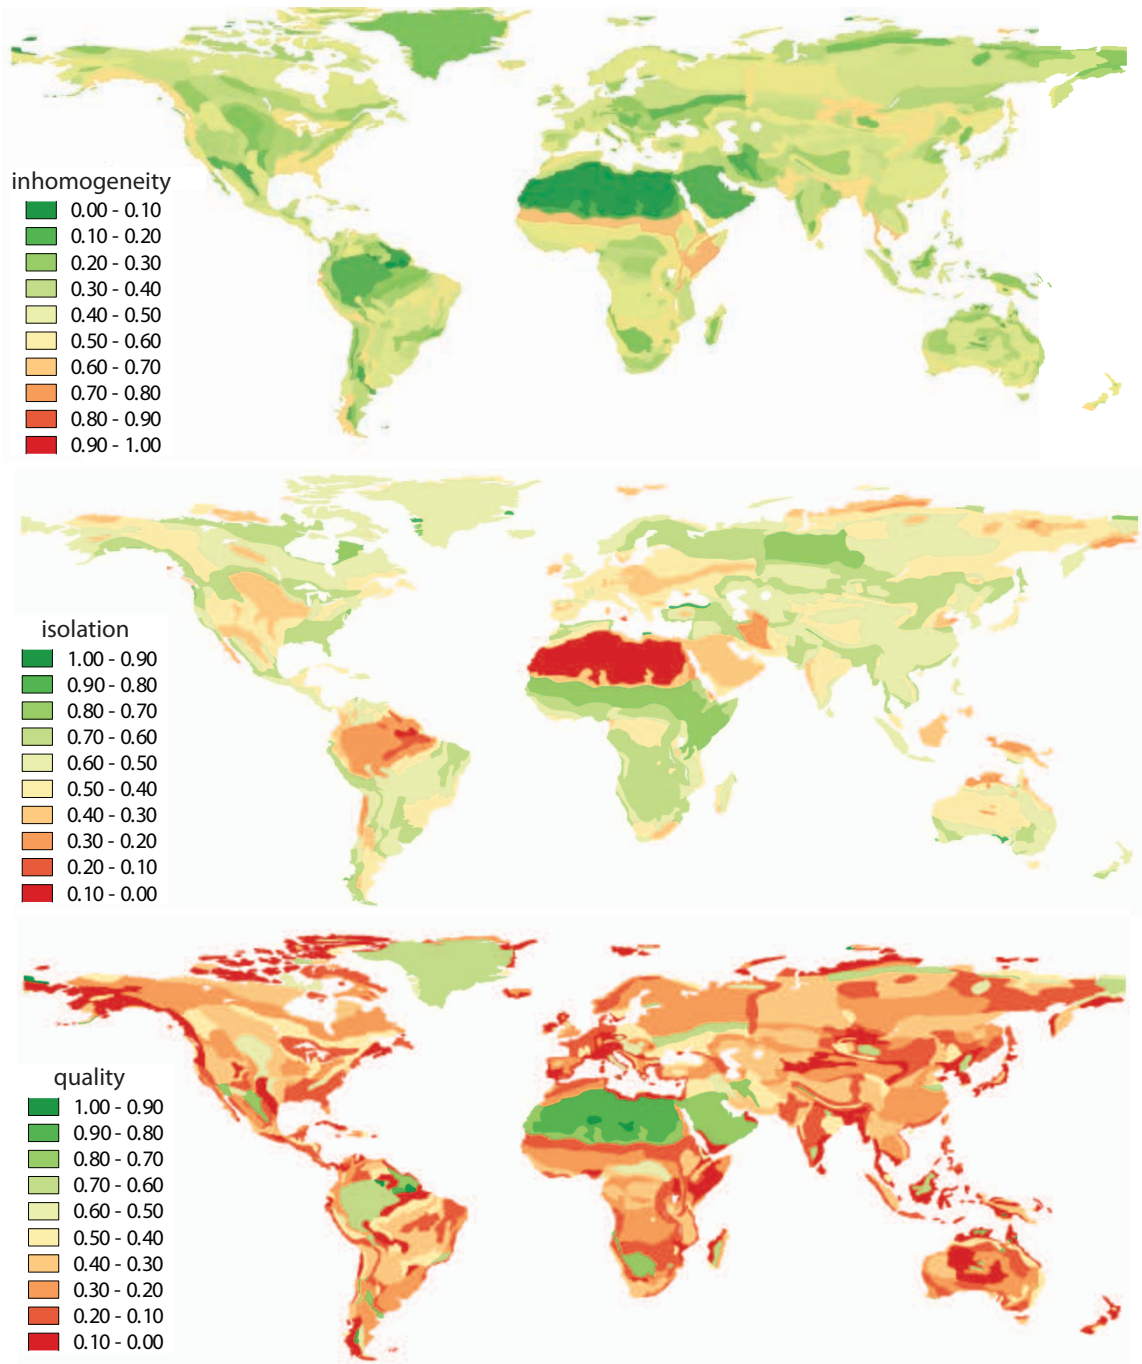 inhomogeneity
0.00 - 0.10
0.10 - 0.20
0.20 - 0.30
0.30 - 0.40
0.40 - 0.50
0.50 - 0.60
0.60 - 0.70
0.70 - 0.80
0.80 - 0.90
0.90 - 1.00
isolation
1.00 - 0.90
0.90 - 0.80
0.80 - 0.70
0.70 - 0.60
0.60 - 0.50
0.50 - 0.40
0.40 - 0.30
0.30 - 0.20
0.20 - 0.10
0.10 - 0.00
quality
1.00 - 0.90
0.90 - 0.80
0.80 - 0.70
0.70 - 0.60
0.60 - 0.50
0.50 - 0.40
0.40 - 0.30
0.30 - 0.20
0.20 - 0.10
0.10 - 0.00